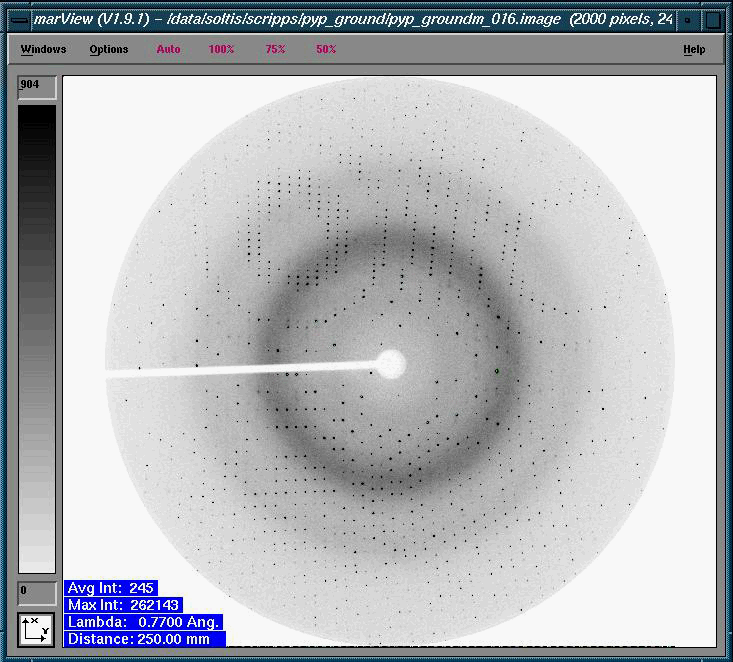 marView (V1.9.1) – /data/soltis/scripps/pyp_ground/pyp_groundm_016.image (2000 pixels, 24
Windows Options Auto 100% 75% 50% Help
904
0
Avg Int: 245
Max Int: 262143
Lambda: 0.7700 Ang.
Distance: 250.00 mm
X
Y